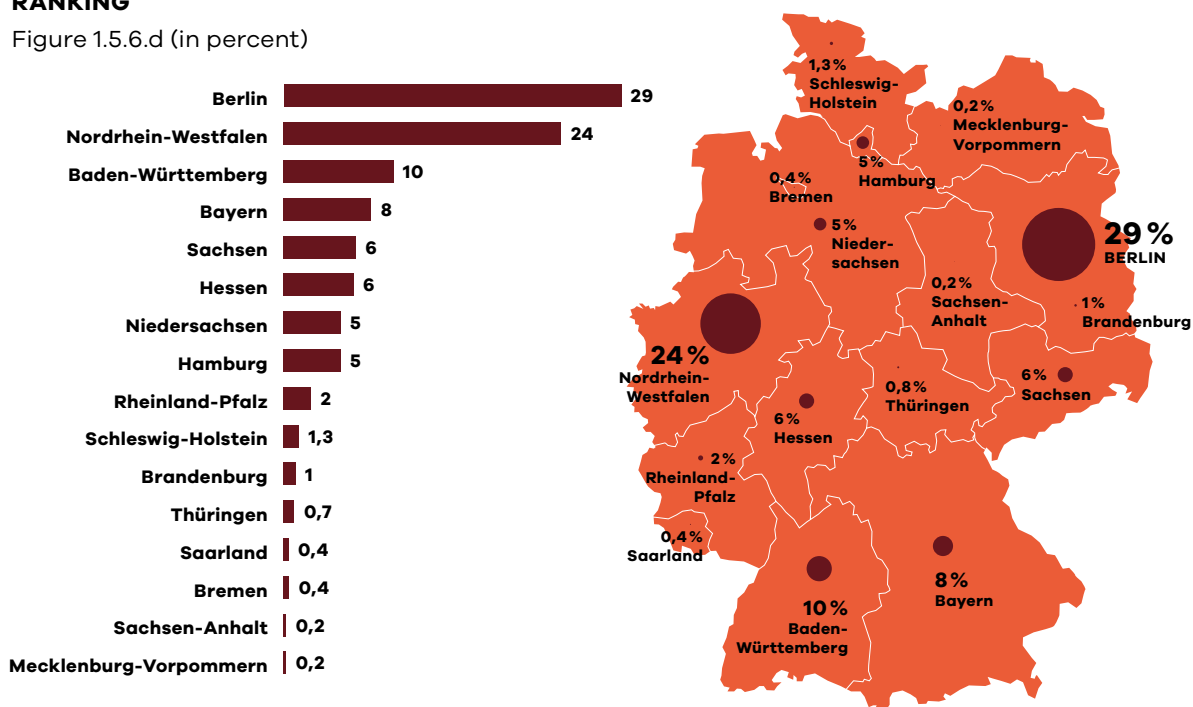 RANKING
Figure 1.5.6.d (in percent)
Berlin 29
Nordrhein-Westfalen 24
Baden-Württemberg 10
Bayern 8
Sachsen 6
Hessen 6
Niedersachsen 5
Hamburg 5
Rheinland-Pfalz 2
Schleswig-Holstein 1,3
Brandenburg 1
Thüringen 0,7
Saarland 0,4
Bremen 0,4
Sachsen-Anhalt 0,2
Mecklenburg-Vorpommern 0,2
1,3%
Schleswig-
Holstein
0,2%
Mecklenburg-
Vorpommern
5%
Hamburg
0,4%
Bremen
5%
Nieder-
sachsen
29%
BERLIN
0,2%
Sachsen-
Anhalt
1%
Brandenburg
24%
Nordrhein-
Westfalen
6%
Sachsen
0,8%
Thüringen
6%
Hessen
2%
Rheinland-
Pfalz
0,4%
Saarland
8%
Bayern
10%
Baden-
Württemberg